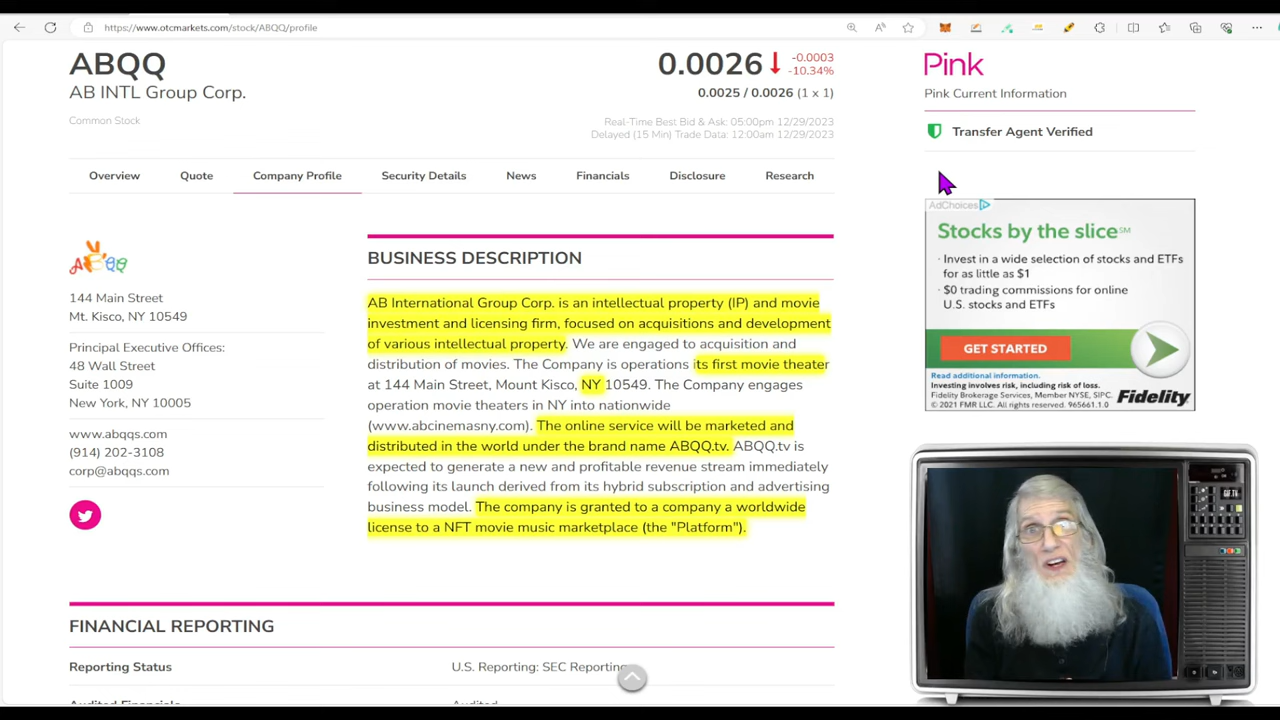 https://www.otcmarkets.com/stock/ABQQ/profile
ABQQ
AB INTL Group Corp.
Common Stock
0.0026
-0.0003
-10.34%
0.0025 / 0.0026 (1 x 1)
Real-Time Best Bid & Ask: 05:00pm 12/29/2023
Delayed (15 Min) Trade Data: 12:00am 12/29/2023
Pink
Pink Current Information
Transfer Agent Verified
Overview Quote Company Profile Security Details News Financials Disclosure Research
ABQQ
144 Main Street
Mt. Kisco, NY 10549
Principal Executive Offices:
48 Wall Street
Suite 1009
New York, NY 10005
www.abqqs.com
(914) 202-3108
corp@abqqs.com
BUSINESS DESCRIPTION
AB International Group Corp. is an intellectual property (IP) and movie
investment and licensing firm, focused on acquisitions and development
of various intellectual property. We are engaged to acquisition and
distribution of movies. The Company is operations its first movie theater
at 144 Main Street, Mount Kisco, NY 10549. The Company engages
operation movie theaters in NY into nationwide
(www.abcinemasny.com). The online service will be marketed and
distributed in the world under the brand name ABQQ.tv. ABQQ.tv is
expected to generate a new and profitable revenue stream immediately
following its launch derived from its hybrid subscription and advertising
business model. The company is granted to a company a worldwide
license to a NFT movie music marketplace (the "Platform").
AdChoices
Stocks by the slice℠
· Invest in a wide selection of stocks and ETFs
for as little as $1
· $0 trading commissions for online
U.S. stocks and ETFs
GET STARTED
Read additional information.
Investing involves risk, including risk of loss.
Fidelity Brokerage Services, Member NYSE, SIPC.
© 2021 FMR LLC. All rights reserved. 965661.1.0
Fidelity
GIF.TV
FINANCIAL REPORTING
Reporting Status U.S. Reporting: SEC Reporting
Audited Financials Audited